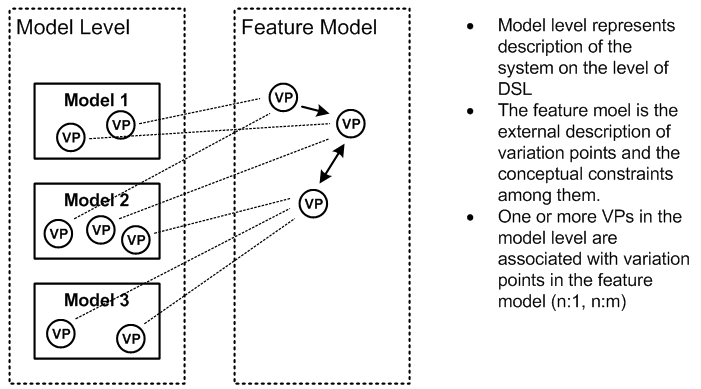 Model Level
Feature Model
Model 1
VP
VP
Model 2
VP
VP
VP
Model 3
VP
VP
VP
VP
VP
• Model level represents
description of the
system on the level of
DSL
• The feature moel is the
external description of
variation points and the
conceptual constraints
among them.
• One or more VPs in the
model level are
associated with variation
points in the feature
model (n:1, n:m)